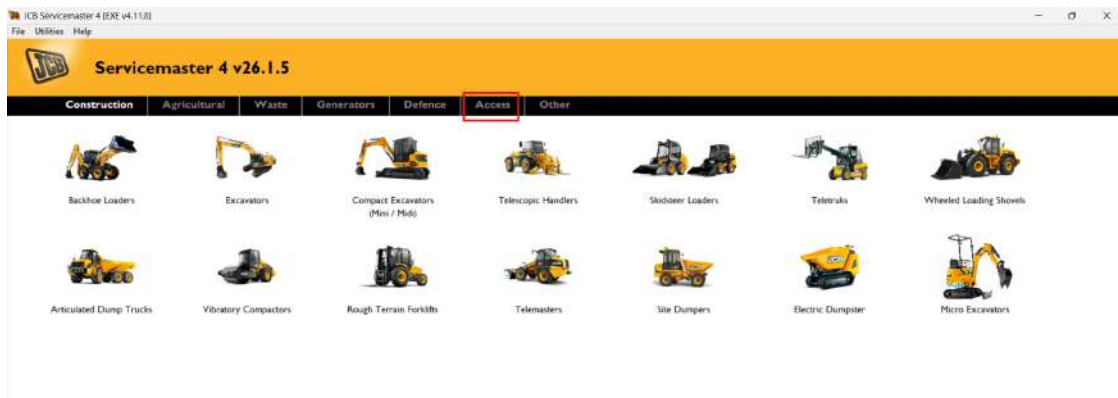 JCB Servicemaster 4 [EXE v4.11.8]
File Utilities Help
JCB
Servicemaster 4 v26.1.5
Construction Agricultural Waste Generators Defence Access Other
Backhoe Loaders Excavators Compact Excavators Telescopic Handlers Skidsteer Loaders Teletruks Wheeled Loading Shovels
(Mini / Midi)
Articulated Dump Trucks Vibratory Compactors Rough Terrain Forklifts Telemasters Site Dumpers Electric Dumpster Micro Excavators